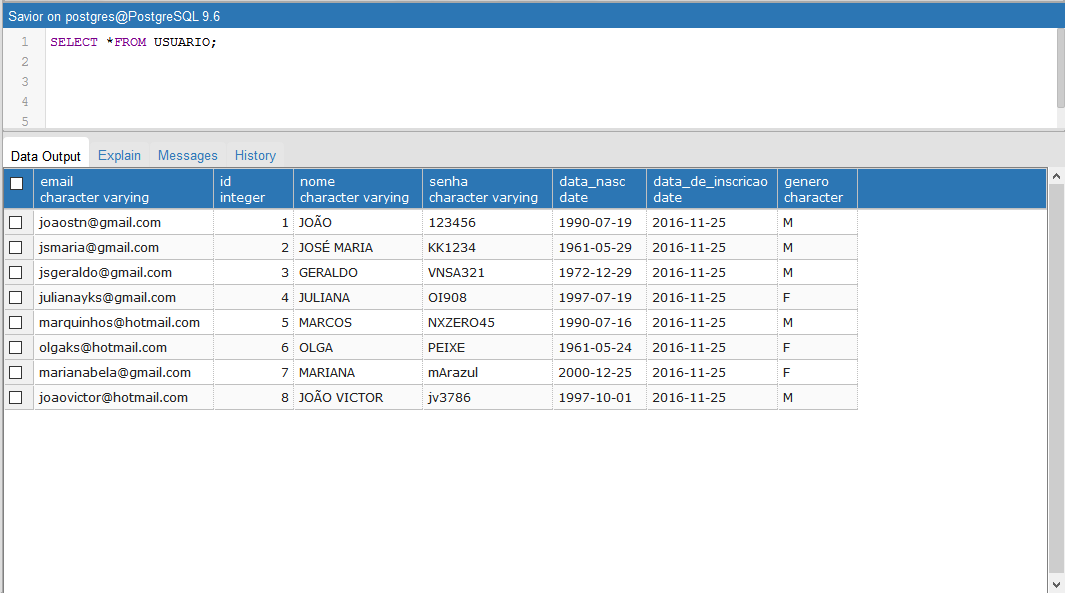 Savior on postgres@PostgreSQL 9.6
1 SELECT *FROM USUARIO;
2
3
4
5
Data Output Explain Messages History
email id nome senha data_nasc data_de_inscricao genero
character varying integer character varying character varying date date character
joaostn@gmail.com 1 JOÃO 123456 1990-07-19 2016-11-25 M
jsmaria@gmail.com 2 JOSÉ MARIA KK1234 1961-05-29 2016-11-25 M
jsgeraldo@gmail.com 3 GERALDO VNSA321 1972-12-29 2016-11-25 M
julianayks@gmail.com 4 JULIANA OI908 1997-07-19 2016-11-25 F
marquinhos@hotmail.com 5 MARCOS NXZERO45 1990-07-16 2016-11-25 M
olgaks@hotmail.com 6 OLGA PEIXE 1961-05-24 2016-11-25 F
marianabela@gmail.com 7 MARIANA mArazul 2000-12-25 2016-11-25 F
joaovictor@hotmail.com 8 JOÃO VICTOR jv3786 1997-10-01 2016-11-25 M